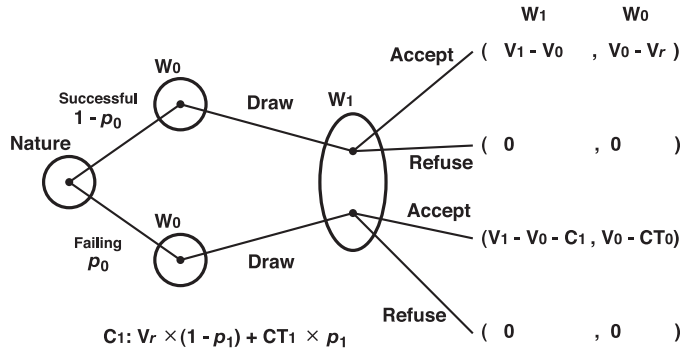 W1 W0
Accept ( V1 - V0 , V0 - Vr )
W0
Successful
1 - p0
Draw
W1
Nature
Refuse ( 0 , 0 )
Accept
W0
(V1 - V0 - C1 , V0 - CT0)
Failing
p0
Draw
Refuse
( 0 , 0 )
C1: Vr ×(1 - p1) + CT1 × p1